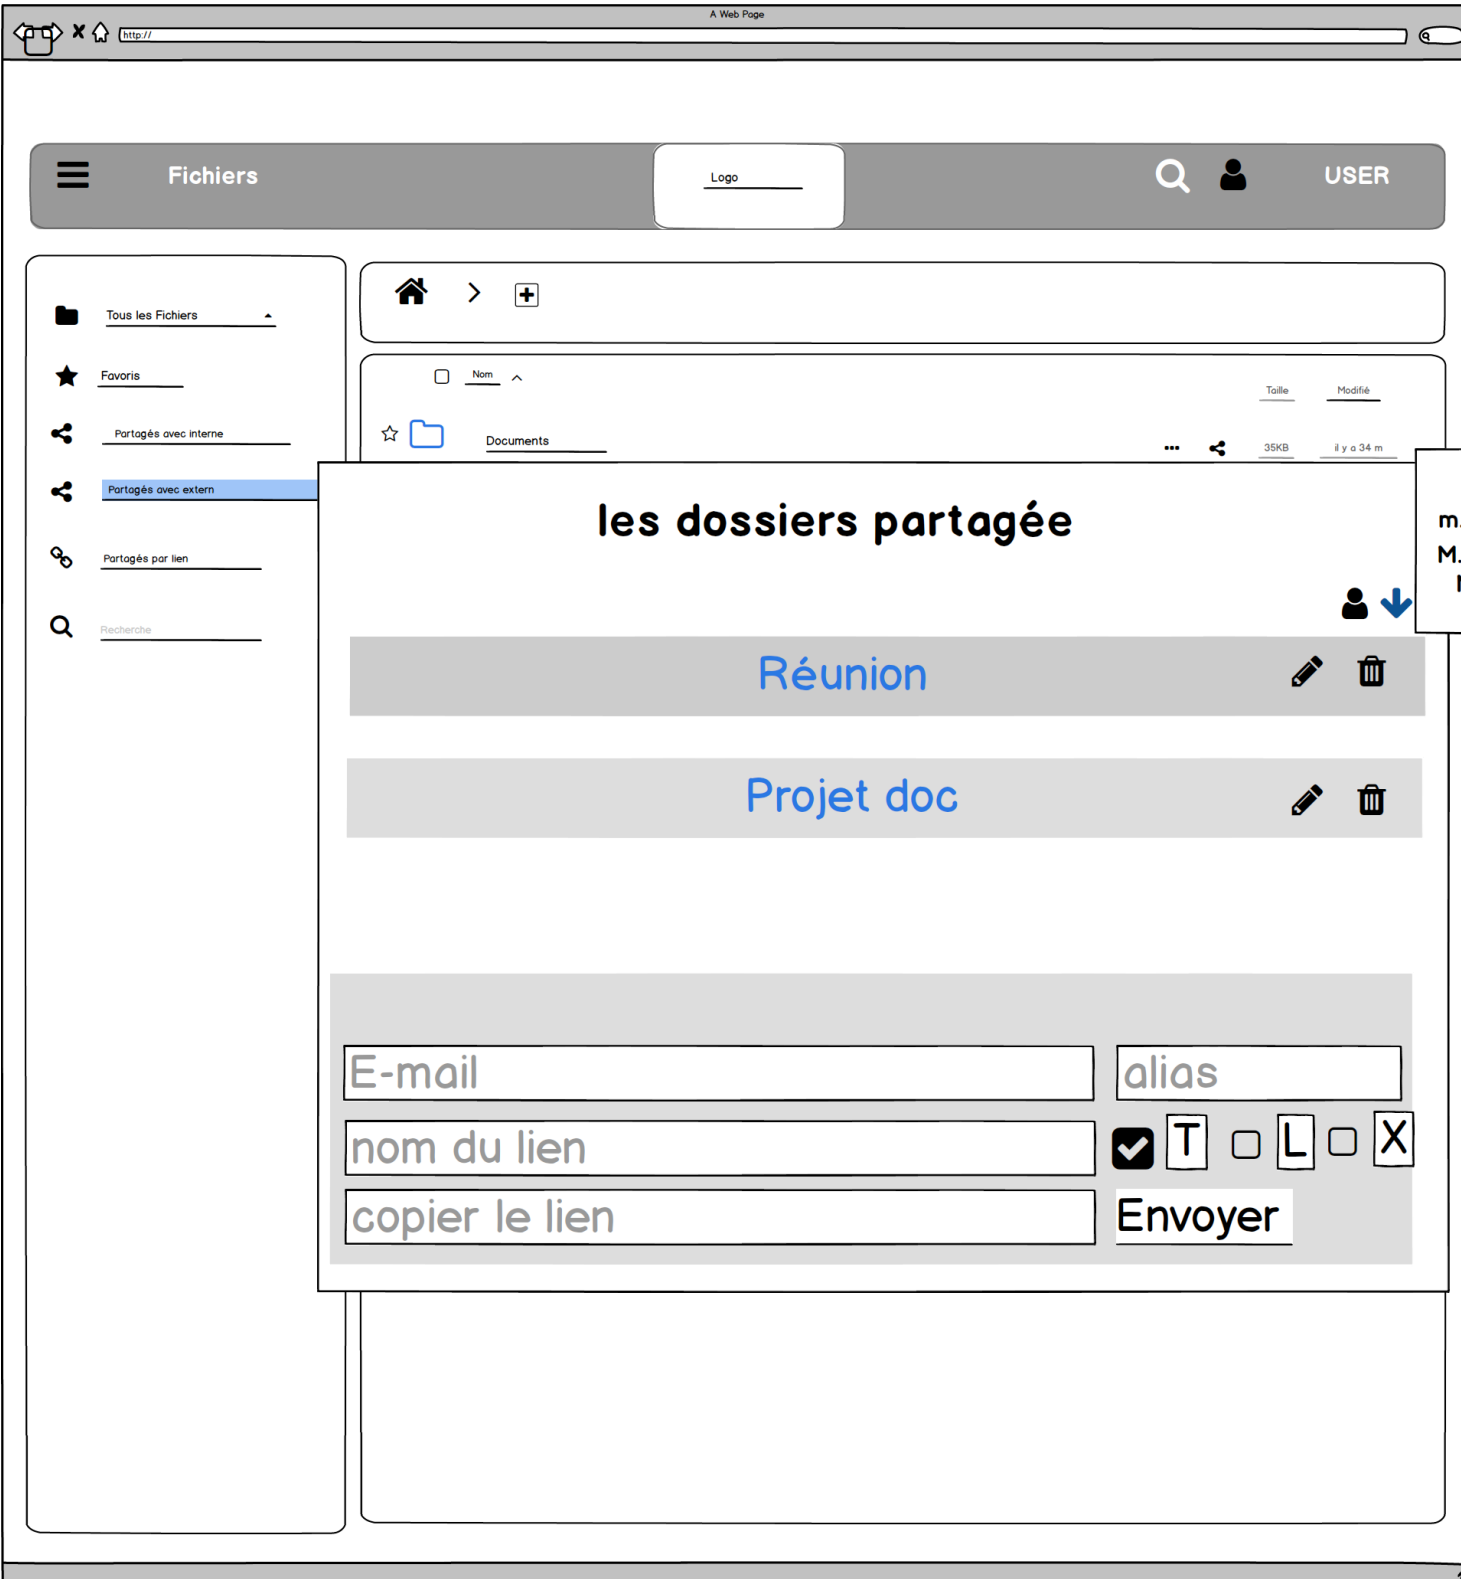 A Web Page
http://
Fichiers
Logo
USER
Tous les Fichiers
Favoris
Partagés avec interne
Partagés avec extern
Partagés par lien
Recherche
Nom
Taille
Modifié
Documents
35KB
il y a 34 m
les dossiers partagée
m.
M.
Réunion
Projet doc
E-mail
alias
nom du lien
T
L
X
copier le lien
Envoyer